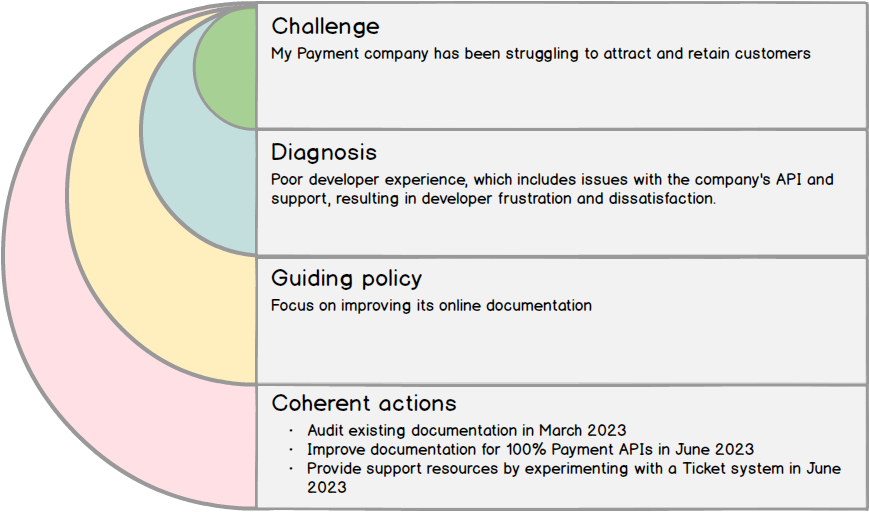 Challenge
My Payment company has been struggling to attract and retain customers
Diagnosis
Poor developer experience, which includes issues with the company's API and
support, resulting in developer frustration and dissatisfaction.
Guiding policy
Focus on improving its online documentation
Coherent actions
· Audit existing documentation in March 2023
· Improve documentation for 100% Payment APIs in June 2023
· Provide support resources by experimenting with a Ticket system in June
2023